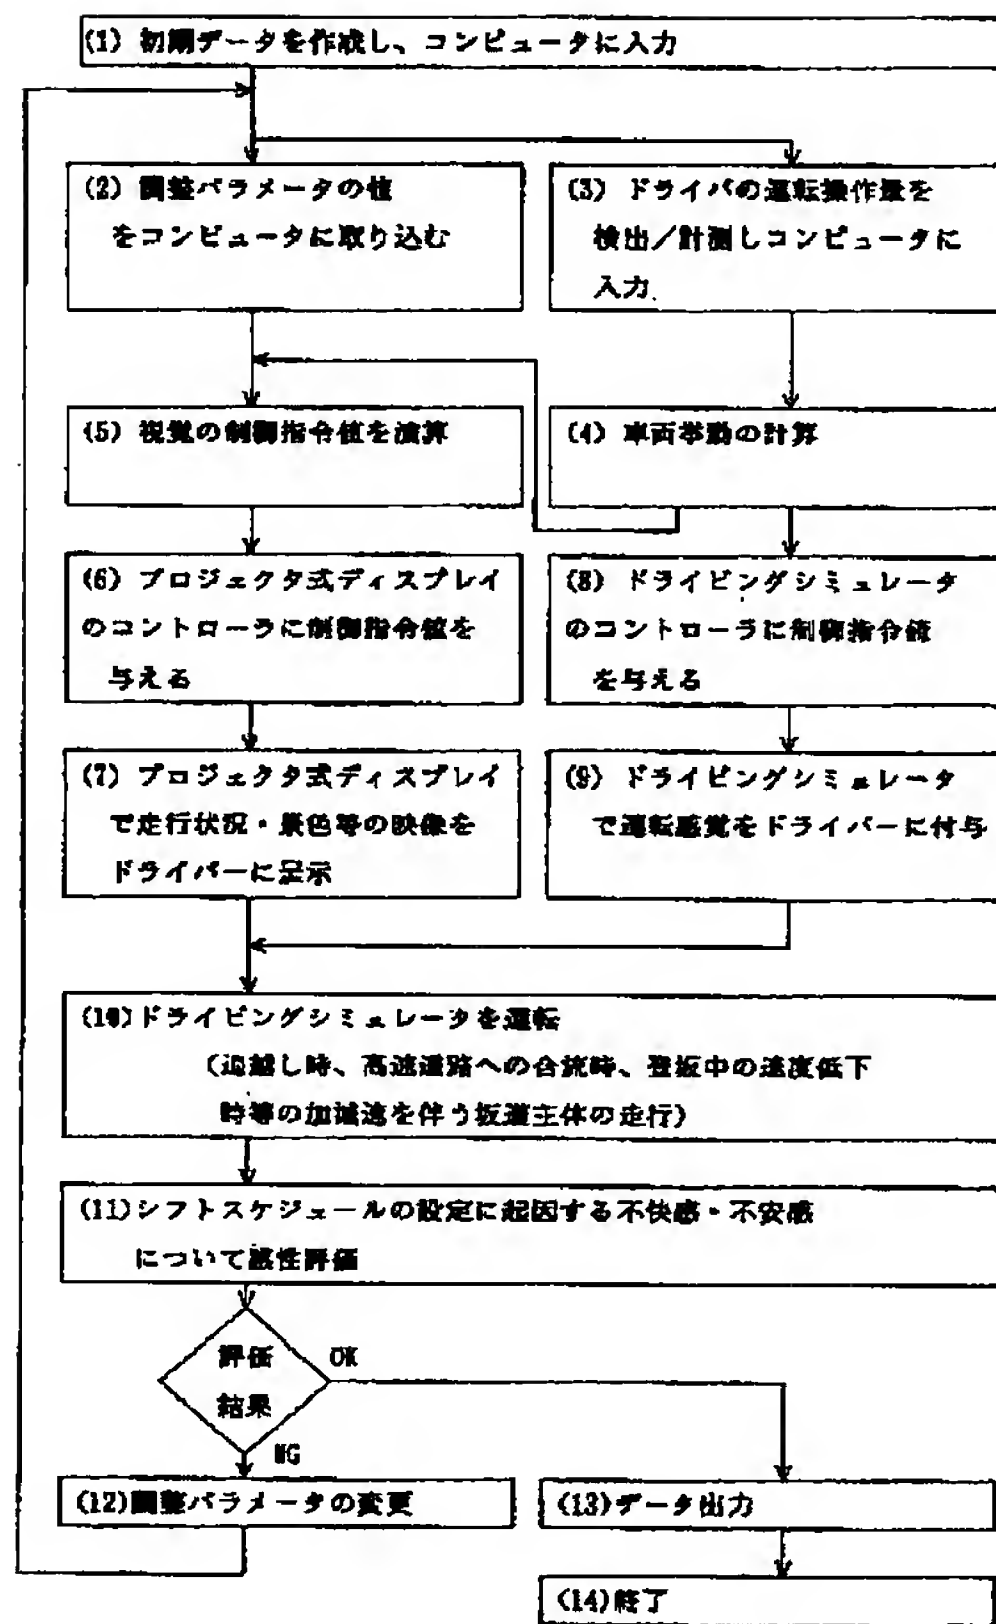 (1) 初期データを作成し、コンピュータに入力
(2) 調整パラメータの値
をコンピュータに取り込む
(3) ドライバの運転操作量を
検出/計測しコンピュータに
入力
(5) 視覚の制御指令値を演算
(4) 車両挙動の計算
(6) プロジェクタ式ディスプレイ
のコントローラに制御指令値を
与える
(8) ドライビングシミュレータ
のコントローラに制御指令値
を与える
(7) プロジェクタ式ディスプレイ
で走行状況・景色等の映像を
ドライバーに呈示
(9) ドライビングシミュレータ
で運転感覚をドライバーに付与
(10)ドライビングシミュレータを運転
(追越し時、高速道路への合流時、登坂中の速度低下
時等の加減速を伴う坂道主体の走行)
(11)シフトスケジュールの設定に起因する不快感・不安感
について感性評価
評価
結果
OK
NG
(12)調整パラメータの変更
(13)データ出力
(14)終了